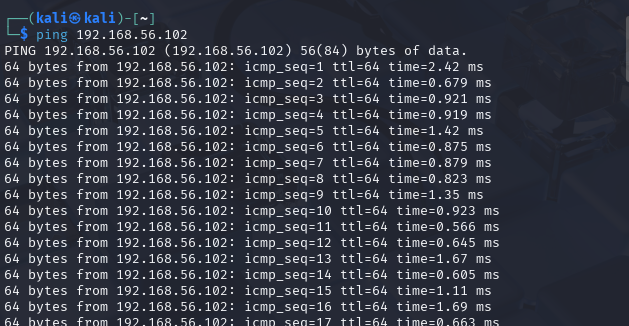 ┌──(kali㉿kali)-[~]
└─$ ping 192.168.56.102
PING 192.168.56.102 (192.168.56.102) 56(84) bytes of data.
64 bytes from 192.168.56.102: icmp_seq=1 ttl=64 time=2.42 ms
64 bytes from 192.168.56.102: icmp_seq=2 ttl=64 time=0.679 ms
64 bytes from 192.168.56.102: icmp_seq=3 ttl=64 time=0.921 ms
64 bytes from 192.168.56.102: icmp_seq=4 ttl=64 time=0.919 ms
64 bytes from 192.168.56.102: icmp_seq=5 ttl=64 time=1.42 ms
64 bytes from 192.168.56.102: icmp_seq=6 ttl=64 time=0.875 ms
64 bytes from 192.168.56.102: icmp_seq=7 ttl=64 time=0.879 ms
64 bytes from 192.168.56.102: icmp_seq=8 ttl=64 time=0.823 ms
64 bytes from 192.168.56.102: icmp_seq=9 ttl=64 time=1.35 ms
64 bytes from 192.168.56.102: icmp_seq=10 ttl=64 time=0.923 ms
64 bytes from 192.168.56.102: icmp_seq=11 ttl=64 time=0.566 ms
64 bytes from 192.168.56.102: icmp_seq=12 ttl=64 time=0.645 ms
64 bytes from 192.168.56.102: icmp_seq=13 ttl=64 time=1.67 ms
64 bytes from 192.168.56.102: icmp_seq=14 ttl=64 time=0.605 ms
64 bytes from 192.168.56.102: icmp_seq=15 ttl=64 time=1.11 ms
64 bytes from 192.168.56.102: icmp_seq=16 ttl=64 time=1.69 ms
64 bytes from 192.168.56.102: icmp_seq=17 ttl=64 time=0.663 ms